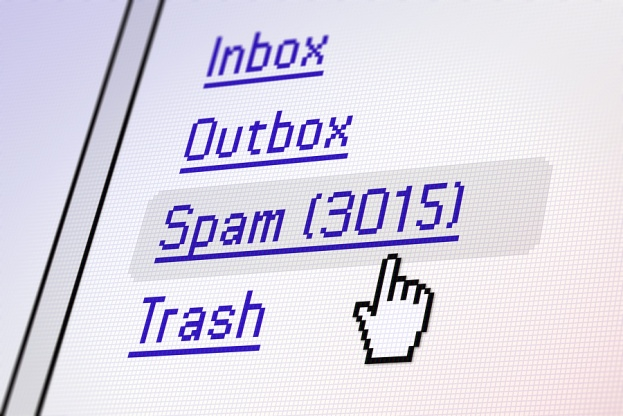 Inbox
Outbox
Spam (3015)
Trash